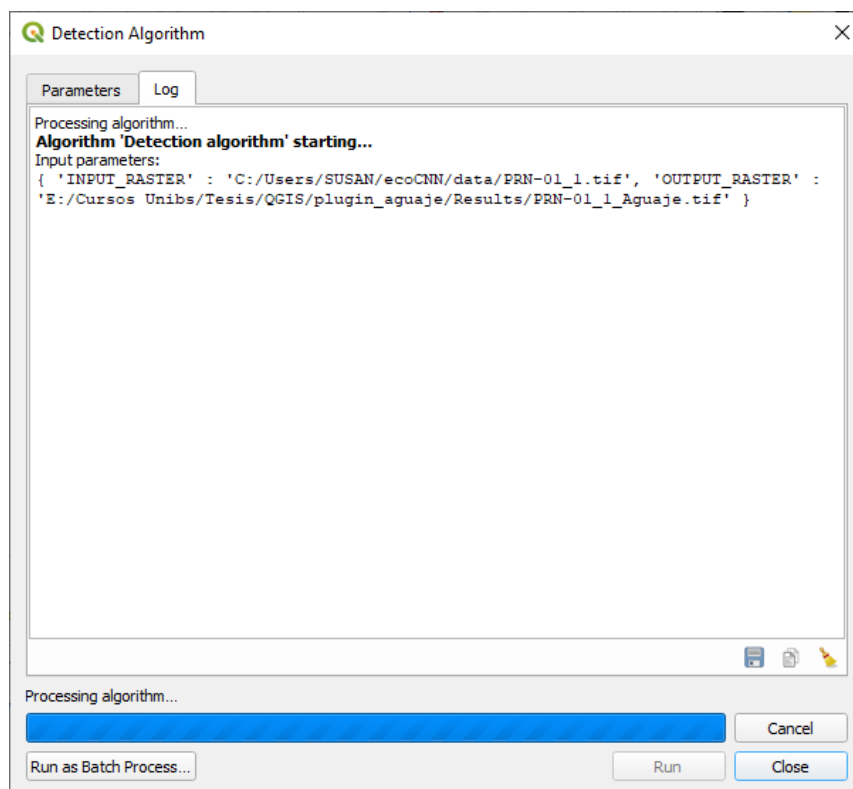 Detection Algorithm
Parameters
Log
Processing algorithm...
Algorithm 'Detection algorithm' starting...
Input parameters:
{ 'INPUT_RASTER' : 'C:/Users/SUSAN/ecoCNN/data/PRN-01_1.tif', 'OUTPUT_RASTER' :
'E:/Cursos Unibs/Tesis/QGIS/plugin_aguaje/Results/PRN-01_1_Aguaje.tif' }
Processing algorithm...
Cancel
Run as Batch Process...
Run
Close